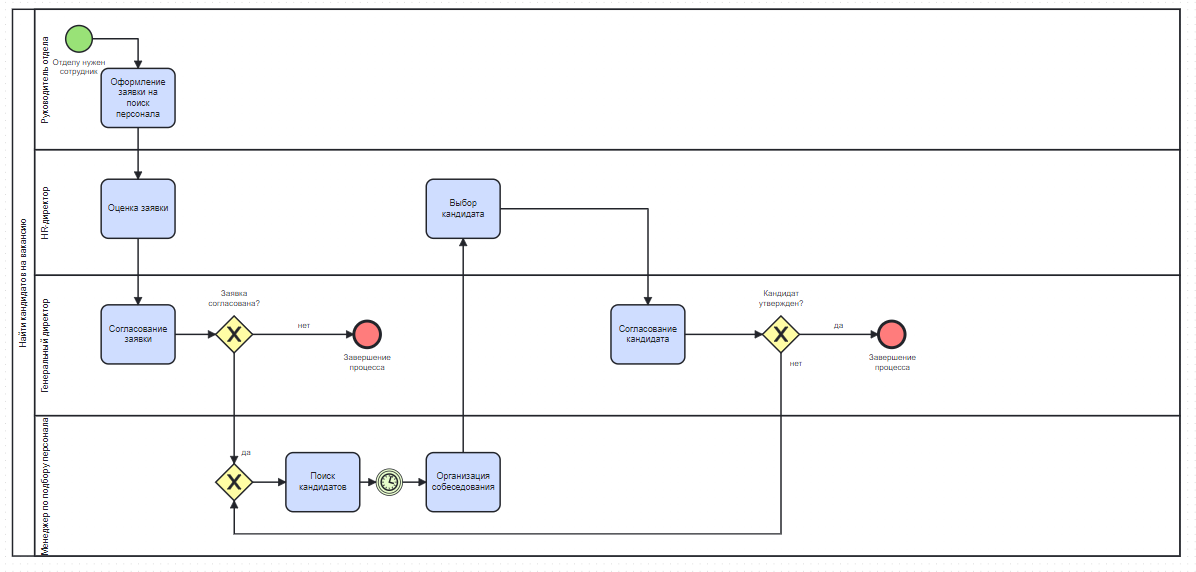 Найти кандидатов на вакансию
Руководитель отдела
Отделу нужен
сотрудник
Оформление
заявки на
поиск
персонала
HR-директор
Оценка заявки
Выбор
кандидата
Генеральный директор
Согласование
заявки
Заявка
согласована?
нет
Завершение
процесса
Согласование
кандидата
Кандидат
утвержден?
да
нет
Завершение
процесса
Менеджер по подбору персонала
да
Поиск
кандидатов
Организация
собеседования